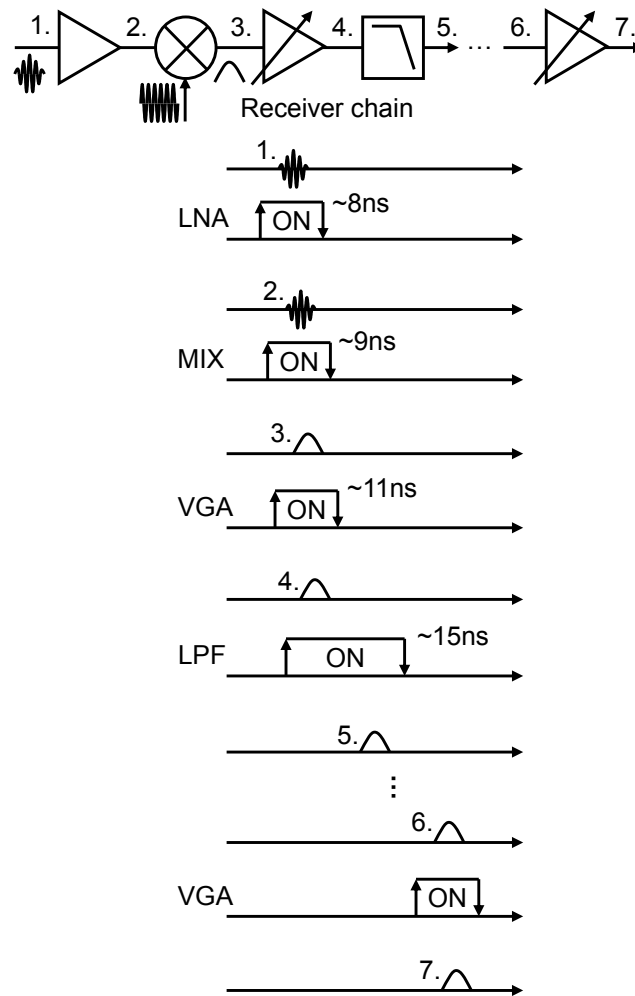 1. 2. 3. 4. 5. ... 6. 7.
Receiver chain
1.
LNA ON ~8ns
2.
MIX ON ~9ns
3.
VGA ON ~11ns
4.
LPF ON ~15ns
5.
⋮
6.
VGA ON
7.